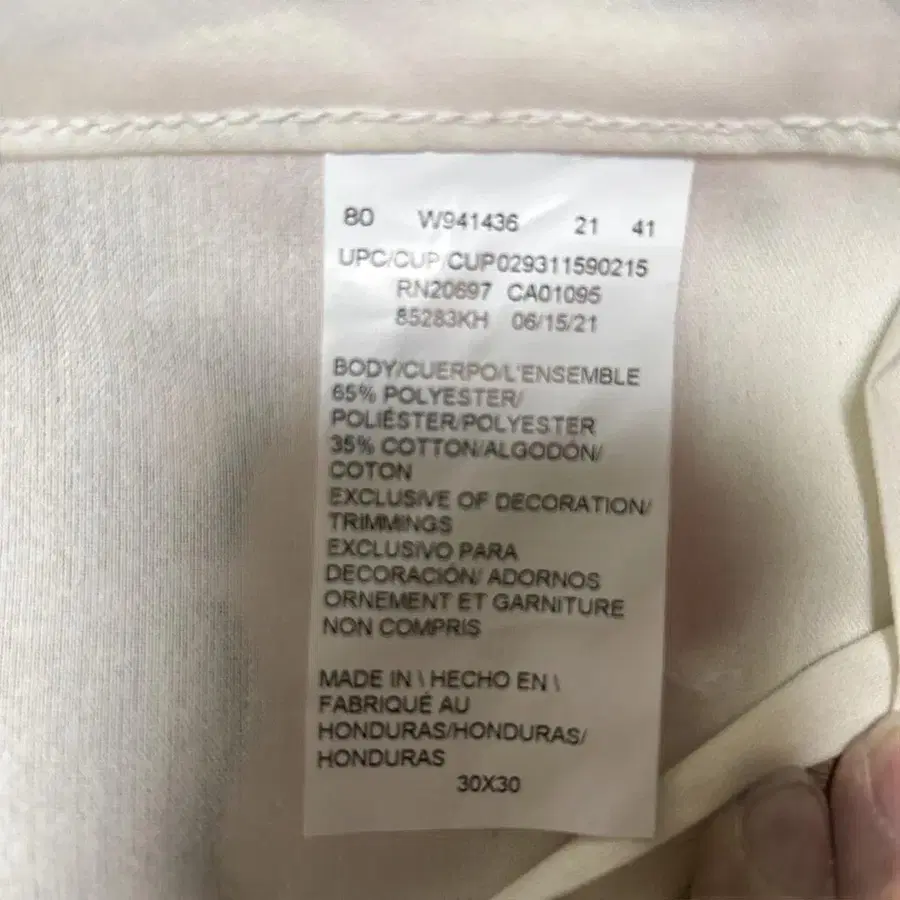 80 W941436 21 41
UPC/CUP/CUP029311590215
RN20697 CA01095
85283KH 06/15/21
BODY/CUERPO/L'ENSEMBLE
65% POLYESTER/
POLIÉSTER/POLYESTER
35% COTTON/ALGODÓN/
COTON
EXCLUSIVE OF DECORATION/
TRIMMINGS
EXCLUSIVO PARA
DECORACIÓN/ ADORNOS
ORNEMENT ET GARNITURE
NON COMPRIS
MADE IN \ HECHO EN \
FABRIQUÉ AU
HONDURAS/HONDURAS/
HONDURAS
30X30